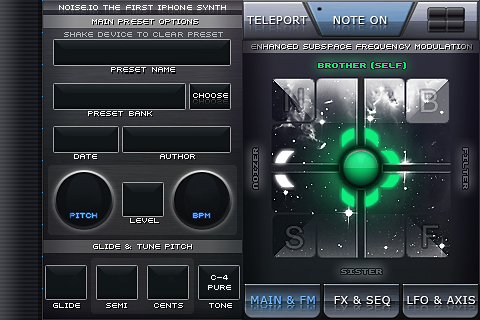 NOISE.IO THE FIRST IPHONE SYNTH
MAIN PRESET OPTIONS
SHAKE DEVICE TO CLEAR PRESET
PRESET NAME
CHOOSE
PRESET BANK
DATE
AUTHOR
PITCH
LEVEL
BPM
GLIDE & TUNE PITCH
C-4
PURE
GLIDE
SEMI
CENTS
TONE
TELEPORT
NOTE ON
ENHANCED SUBSPACE FREQUENCY MODULATION
BROTHER (SELF)
N
B
NOIZER
FILTER
S
F
SISTER
MAIN & FM
FX & SEQ
LFO & AXIS